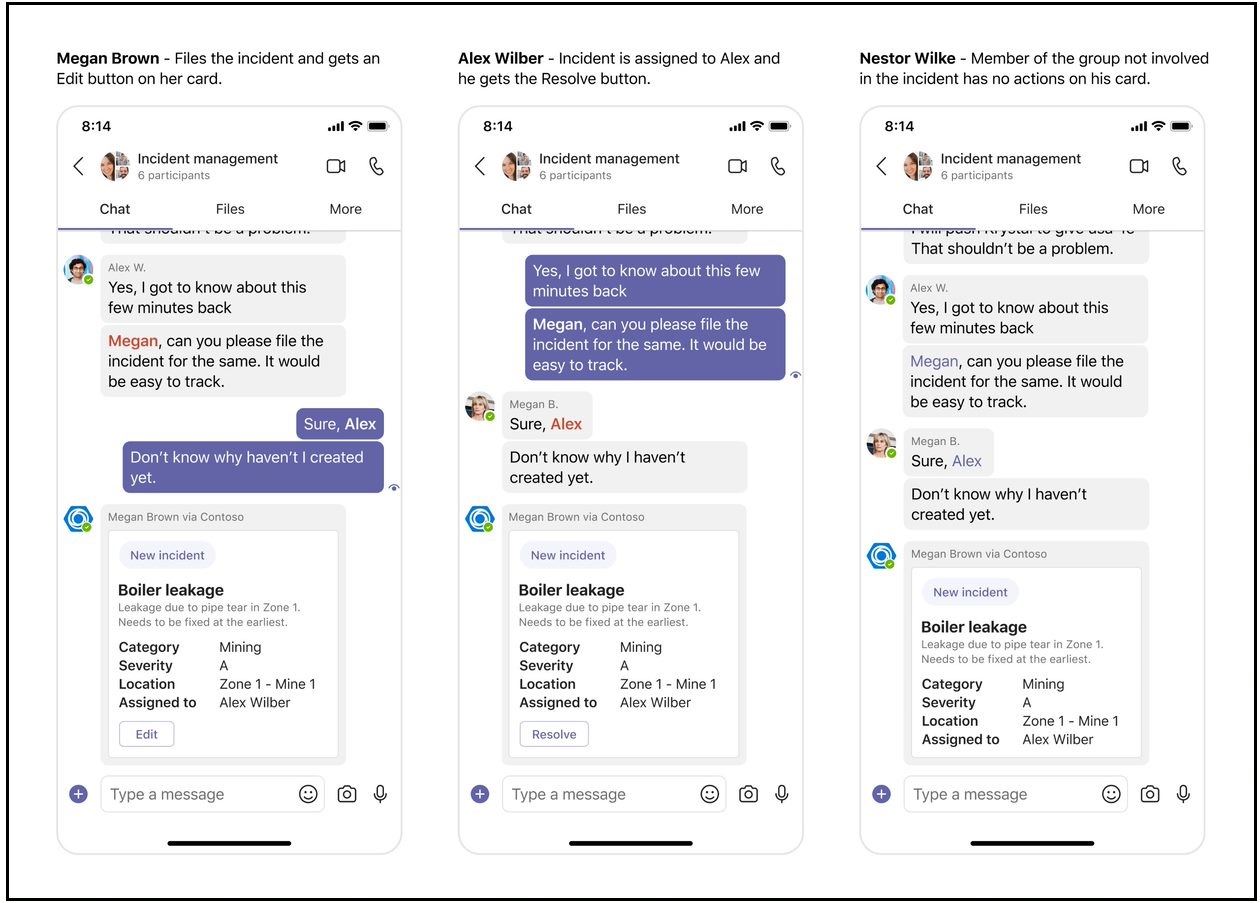 Megan Brown - Files the incident and gets an
Edit button on her card.
8:14
Incident management
6 participants
Chat Files More
That shouldn't be a problem.
Alex W.
Yes, I got to know about this
few minutes back
Megan, can you please file the
incident for the same. It would
be easy to track.
Sure, Alex
Don't know why haven't I created
yet.
Megan Brown via Contoso
New incident
Boiler leakage
Leakage due to pipe tear in Zone 1.
Needs to be fixed at the earliest.
Category Mining
Severity A
Location Zone 1 - Mine 1
Assigned to Alex Wilber
Edit
Type a message
Alex Wilber - Incident is assigned to Alex and
he gets the Resolve button.
8:14
Incident management
6 participants
Chat Files More
That shouldn't be a problem.
Yes, I got to know about this few
minutes back
Megan, can you please file the
incident for the same. It would be
easy to track.
Megan B.
Sure, Alex
Don't know why I haven't
created yet.
Megan Brown via Contoso
New incident
Boiler leakage
Leakage due to pipe tear in Zone 1.
Needs to be fixed at the earliest.
Category Mining
Severity A
Location Zone 1 - Mine 1
Assigned to Alex Wilber
Resolve
Type a message
Nestor Wilke - Member of the group not involved
in the incident has no actions on his card.
8:14
Incident management
6 participants
Chat Files More
I will push Krystal to give
That shouldn't be a problem.
Alex W.
Yes, I got to know about this
few minutes back
Megan, can you please file the
incident for the same. It would
be easy to track.
Megan B.
Sure, Alex
Don't know why I haven't
created yet.
Megan Brown via Contoso
New incident
Boiler leakage
Leakage due to pipe tear in Zone 1.
Needs to be fixed at the earliest.
Category Mining
Severity A
Location Zone 1 - Mine 1
Assigned to Alex Wilber
Type a message